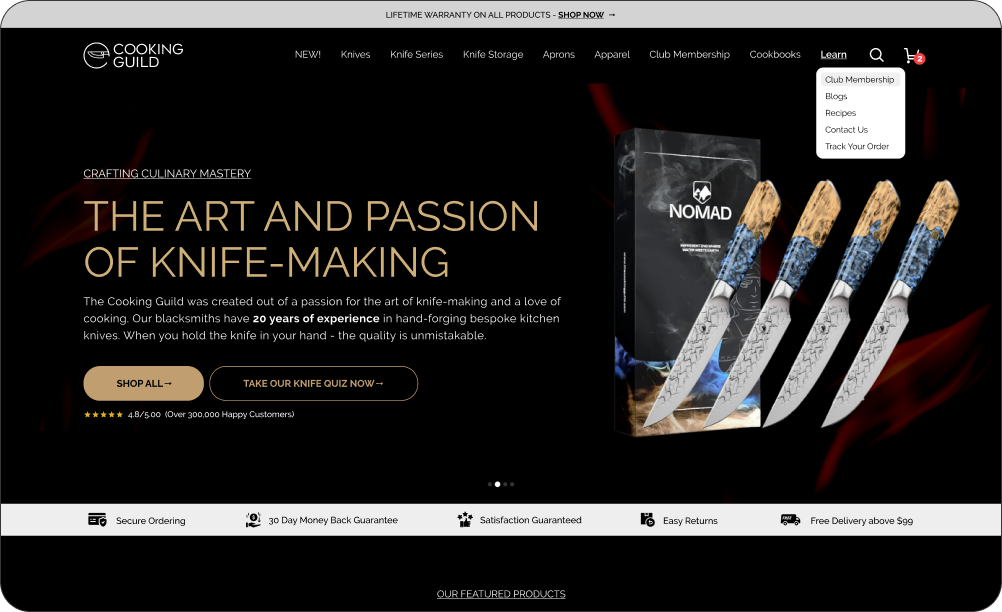 LIFETIME WARRANTY ON ALL PRODUCTS - SHOP NOW →
COOKING
GUILD
NEW! Knives Knife Series Knife Storage Aprons Apparel Club Membership Cookbooks Learn
2
Club Membership
Blogs
Recipes
Contact Us
Track Your Order
CRAFTING CULINARY MASTERY
THE ART AND PASSION
OF KNIFE-MAKING
The Cooking Guild was created out of a passion for the art of knife-making and a love of
cooking. Our blacksmiths have 20 years of experience in hand-forging bespoke kitchen
knives. When you hold the knife in your hand - the quality is unmistakable.
SHOP ALL→ TAKE OUR KNIFE QUIZ NOW→
★★★★★ 4.8/5.00 (Over 300,000 Happy Customers)
NOMAD
WATER MEETS EARTH
Secure Ordering 30 Day Money Back Guarantee Satisfaction Guaranteed Easy Returns FREE Free Delivery above $99
OUR FEATURED PRODUCTS